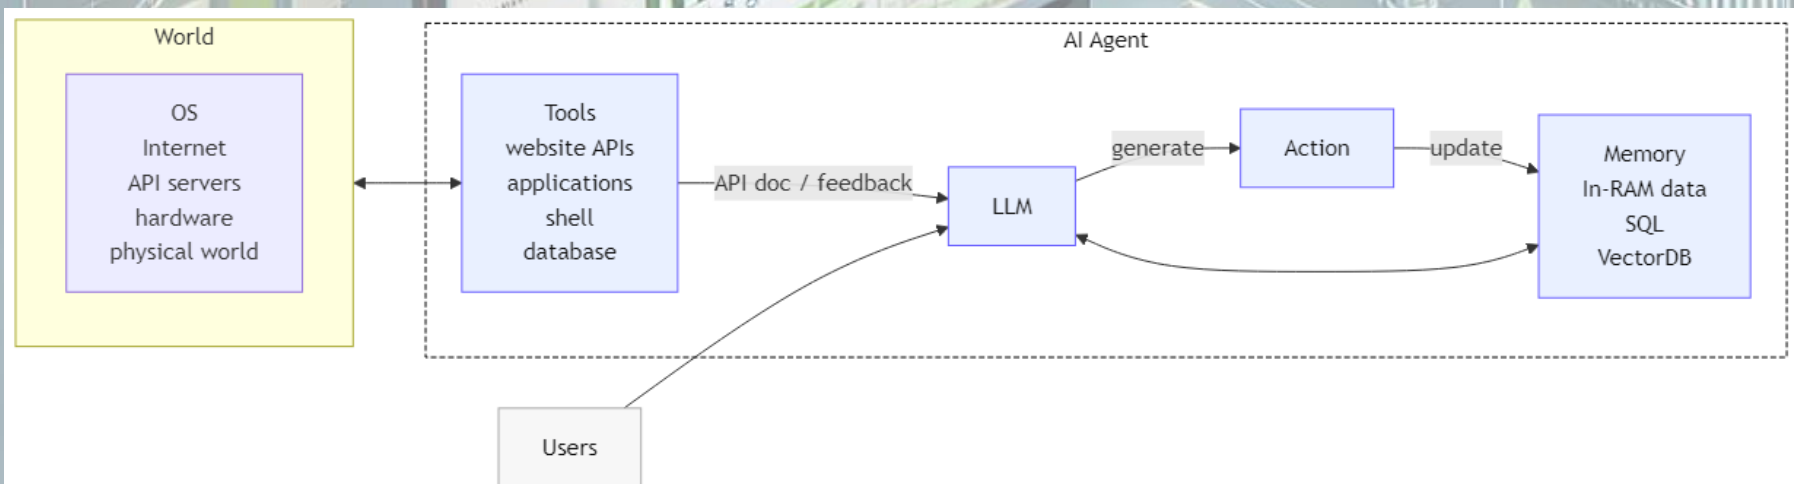 World
OS
Internet
API servers
hardware
physical world
AI Agent
Tools
website APIs
applications
shell
database
API doc / feedback
LLM
generate
Action
update
Memory
In-RAM data
SQL
VectorDB
Users